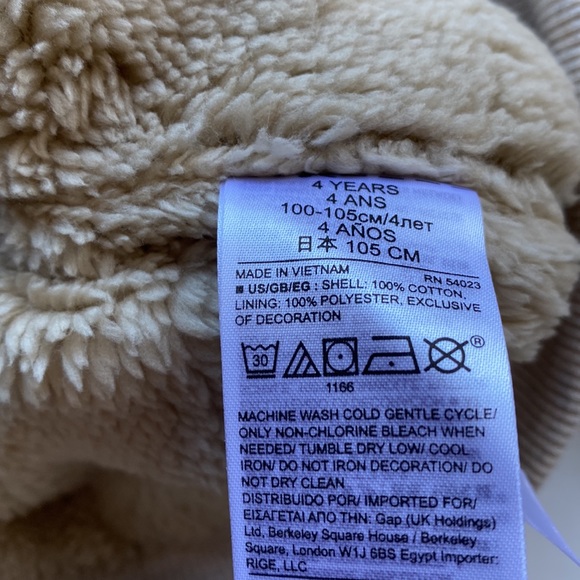 4 YEARS
4 ANS
100-105см/4лет
4 AÑOS
日本 105 CM
MADE IN VIETNAM RN 54023
US/GB/EG : SHELL: 100% COTTON,
LINING: 100% POLYESTER, EXCLUSIVE
OF DECORATION
30 ®
1166
MACHINE WASH COLD GENTLE CYCLE/
ONLY NON-CHLORINE BLEACH WHEN
NEEDED/ TUMBLE DRY LOW/ COOL
IRON/ DO NOT IRON DECORATION/ DO
NOT DRY CLEAN
DISTRIBUIDO POR/ IMPORTED FOR/
ΕΙΣΑΓΕΤΑΙ ΑΠΟ ΤΗΝ: Gap (UK Holdings)
Ltd, Berkeley Square House / Berkeley
Square, London W1J 6BS Egypt Importer:
RIGE, LLC